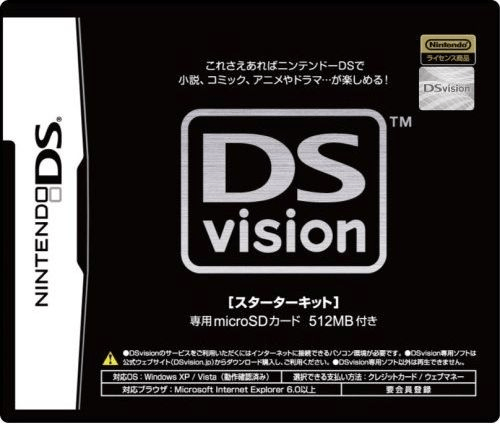 これさえあればニンテンドーDSで
小説、コミック、アニメやドラマ…が楽しめる！
Nintendo
ライセンス商品
DSvision
NINTENDO DS®
DS ™
vision
[スターターキット]
専用microSDカード 512MB付き
●DSvisionのサービスをご利用いただくにはインターネットに接続できるパソコン環境が必要です。●DSvision専用ソフトは
公式ウェブサイト(DSvision.jp)からダウンロード購入し、ご利用ください。●DSvision専用ソフト以外は再生できません。
対応OS：Windows XP / Vista（動作確認済み） 選択できる支払い方法：クレジットカード / ウェブマネー
対応ブラウザ：Microsoft Internet Explorer 6.0以上 要会員登録